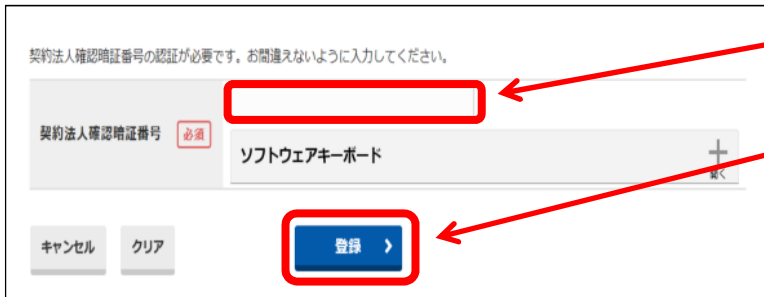 契約法人確認暗証番号の認証が必要です。お間違えないように入力してください。
契約法人確認暗証番号 必須
ソフトウェアキーボード
開く
キャンセル クリア 登録